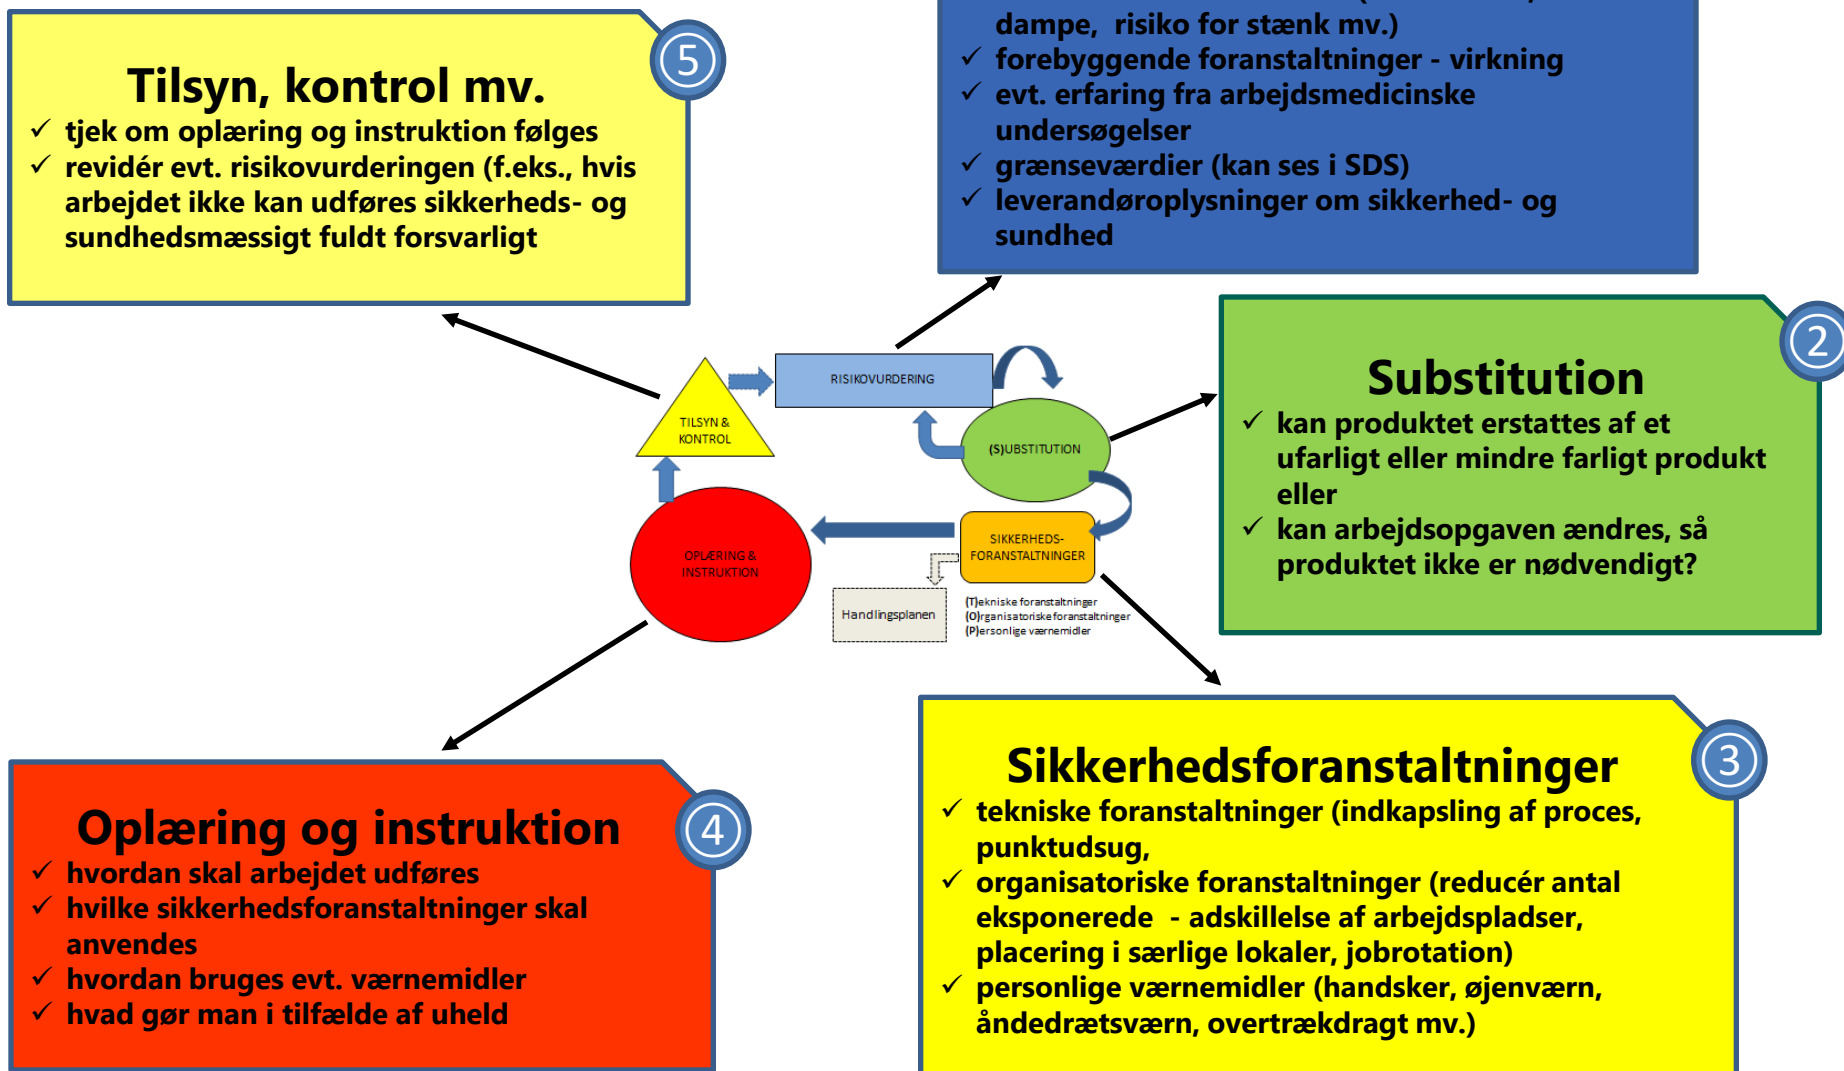 dampe, risiko for stænk mv.)
✓ forebyggende foranstaltninger - virkning
✓ evt. erfaring fra arbejdsmedicinske
undersøgelser
✓ grænseværdier (kan ses i SDS)
✓ leverandøroplysninger om sikkerhed- og
sundhed
5
Tilsyn, kontrol mv.
✓ tjek om oplæring og instruktion følges
✓ revidér evt. risikovurderingen (f.eks., hvis
arbejdet ikke kan udføres sikkerheds- og
sundhedsmæssigt fuldt forsvarligt
2
Substitution
✓ kan produktet erstattes af et
ufarligt eller mindre farligt produkt
eller
✓ kan arbejdsopgaven ændres, så
produktet ikke er nødvendigt?
RISIKOVURDERING
TILSYN &
KONTROL
(S)UBSTITUTION
SIKKERHEDS-
FORANSTALTNINGER
OPLÆRING &
INSTRUKTION
Handlingsplanen
(T)ekniske foranstaltninger
(O)rganisatoriske foranstaltninger
(P)ersonlige værnemidler
3
Sikkerhedsforanstaltninger
✓ tekniske foranstaltninger (indkapsling af proces,
punktudsug,
✓ organisatoriske foranstaltninger (reducér antal
eksponerede - adskillelse af arbejdspladser,
placering i særlige lokaler, jobrotation)
✓ personlige værnemidler (handsker, øjenværn,
åndedrætsværn, overtrækdragt mv.)
4
Oplæring og instruktion
✓ hvordan skal arbejdet udføres
✓ hvilke sikkerhedsforanstaltninger skal
anvendes
✓ hvordan bruges evt. værnemidler
✓ hvad gør man i tilfælde af uheld